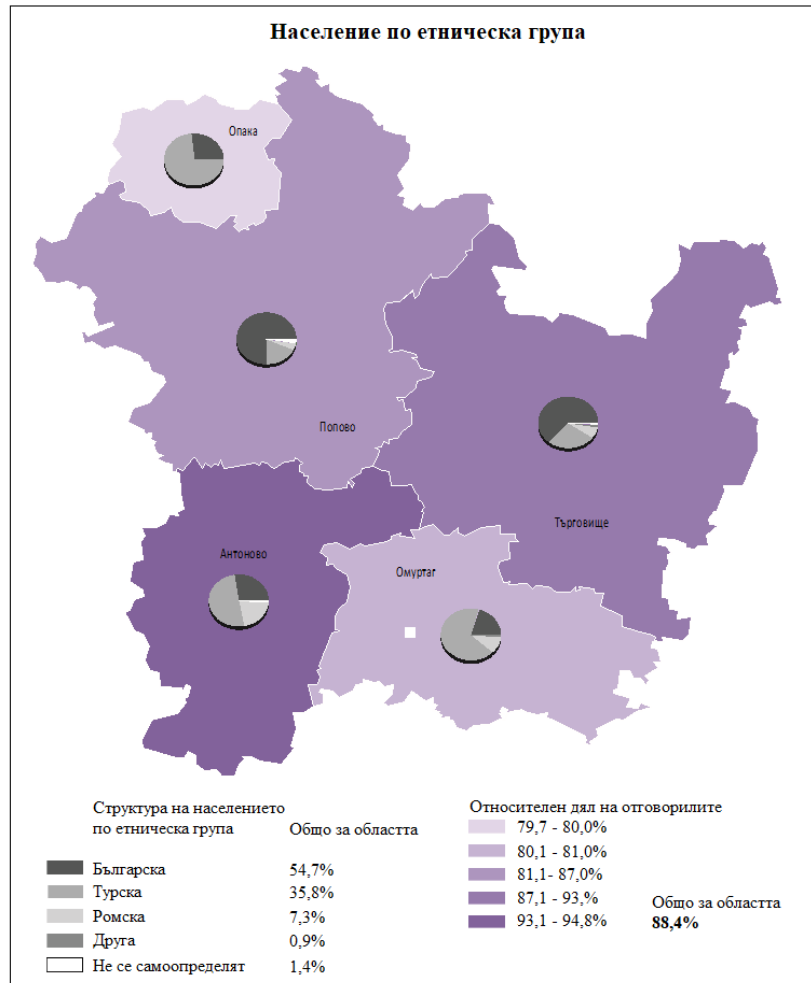 Население по етническа група
Опака
Попово
Търговище
Антоново
Омуртаг
Структура на населението
по етническа група
Общо за областта
Българска 54,7%
Турска 35,8%
Ромска 7,3%
Друга 0,9%
Не се самоопределят 1,4%
Относителен дял на отговорилите
79,7 - 80,0%
80,1 - 81,0%
81,1- 87,0%
87,1 - 93,%
93,1 - 94,8%
Общо за областта
88,4%